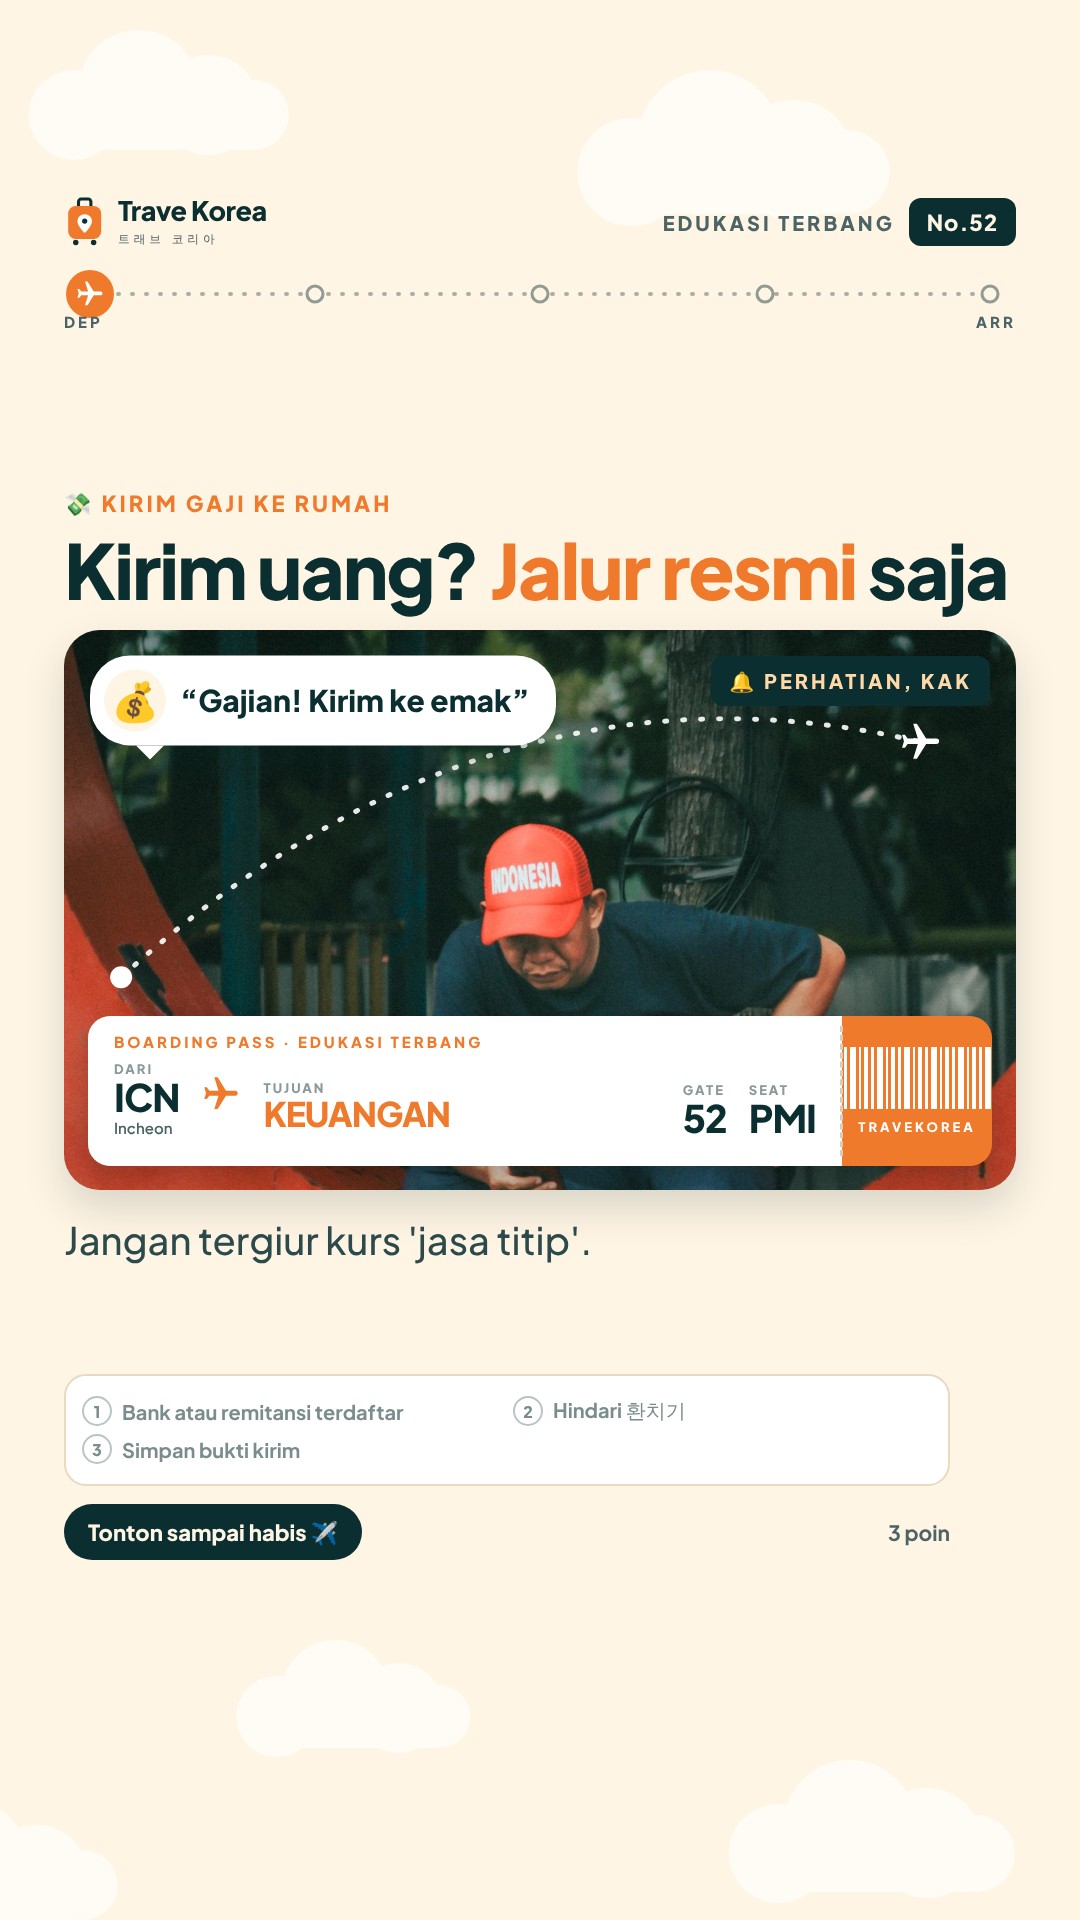 Trave Korea
트래브 코리아
EDUKASI TERBANG
No.52
DEP
ARR
💸 KIRIM GAJI KE RUMAH
Kirim uang? Jalur resmi saja
💰 “Gajian! Kirim ke emak”
🔔 PERHATIAN, KAK
INDONESIA
BOARDING PASS · EDUKASI TERBANG
DARI
ICN
Incheon
TUJUAN
KEUANGAN
GATE
52
SEAT
PMI
TRAVEKOREA
Jangan tergiur kurs 'jasa titip'.
1 Bank atau remitansi terdaftar
2 Hindari 환치기
3 Simpan bukti kirim
Tonton sampai habis ✈️
3 poin